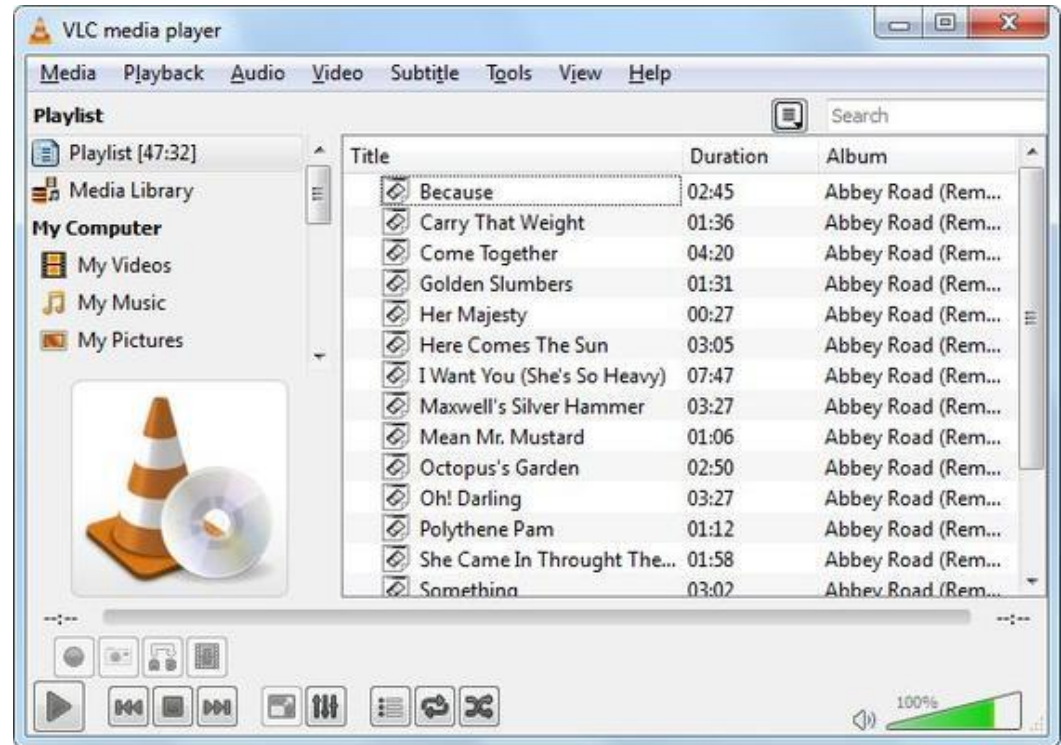 VLC media player
Media Playback Audio Video Subtitle Tools View Help
Playlist Search
Playlist [47:32]
Media Library
My Computer
My Videos
My Music
My Pictures
Title Duration Album
Because 02:45 Abbey Road (Rem...
Carry That Weight 01:36 Abbey Road (Rem...
Come Together 04:20 Abbey Road (Rem...
Golden Slumbers 01:31 Abbey Road (Rem...
Her Majesty 00:27 Abbey Road (Rem...
Here Comes The Sun 03:05 Abbey Road (Rem...
I Want You (She's So Heavy) 07:47 Abbey Road (Rem...
Maxwell's Silver Hammer 03:27 Abbey Road (Rem...
Mean Mr. Mustard 01:06 Abbey Road (Rem...
Octopus's Garden 02:50 Abbey Road (Rem...
Oh! Darling 03:27 Abbey Road (Rem...
Polythene Pam 01:12 Abbey Road (Rem...
She Came In Throught The... 01:58 Abbey Road (Rem...
Something 03:02 Abbey Road (Rem...
--:-- --:--
100%